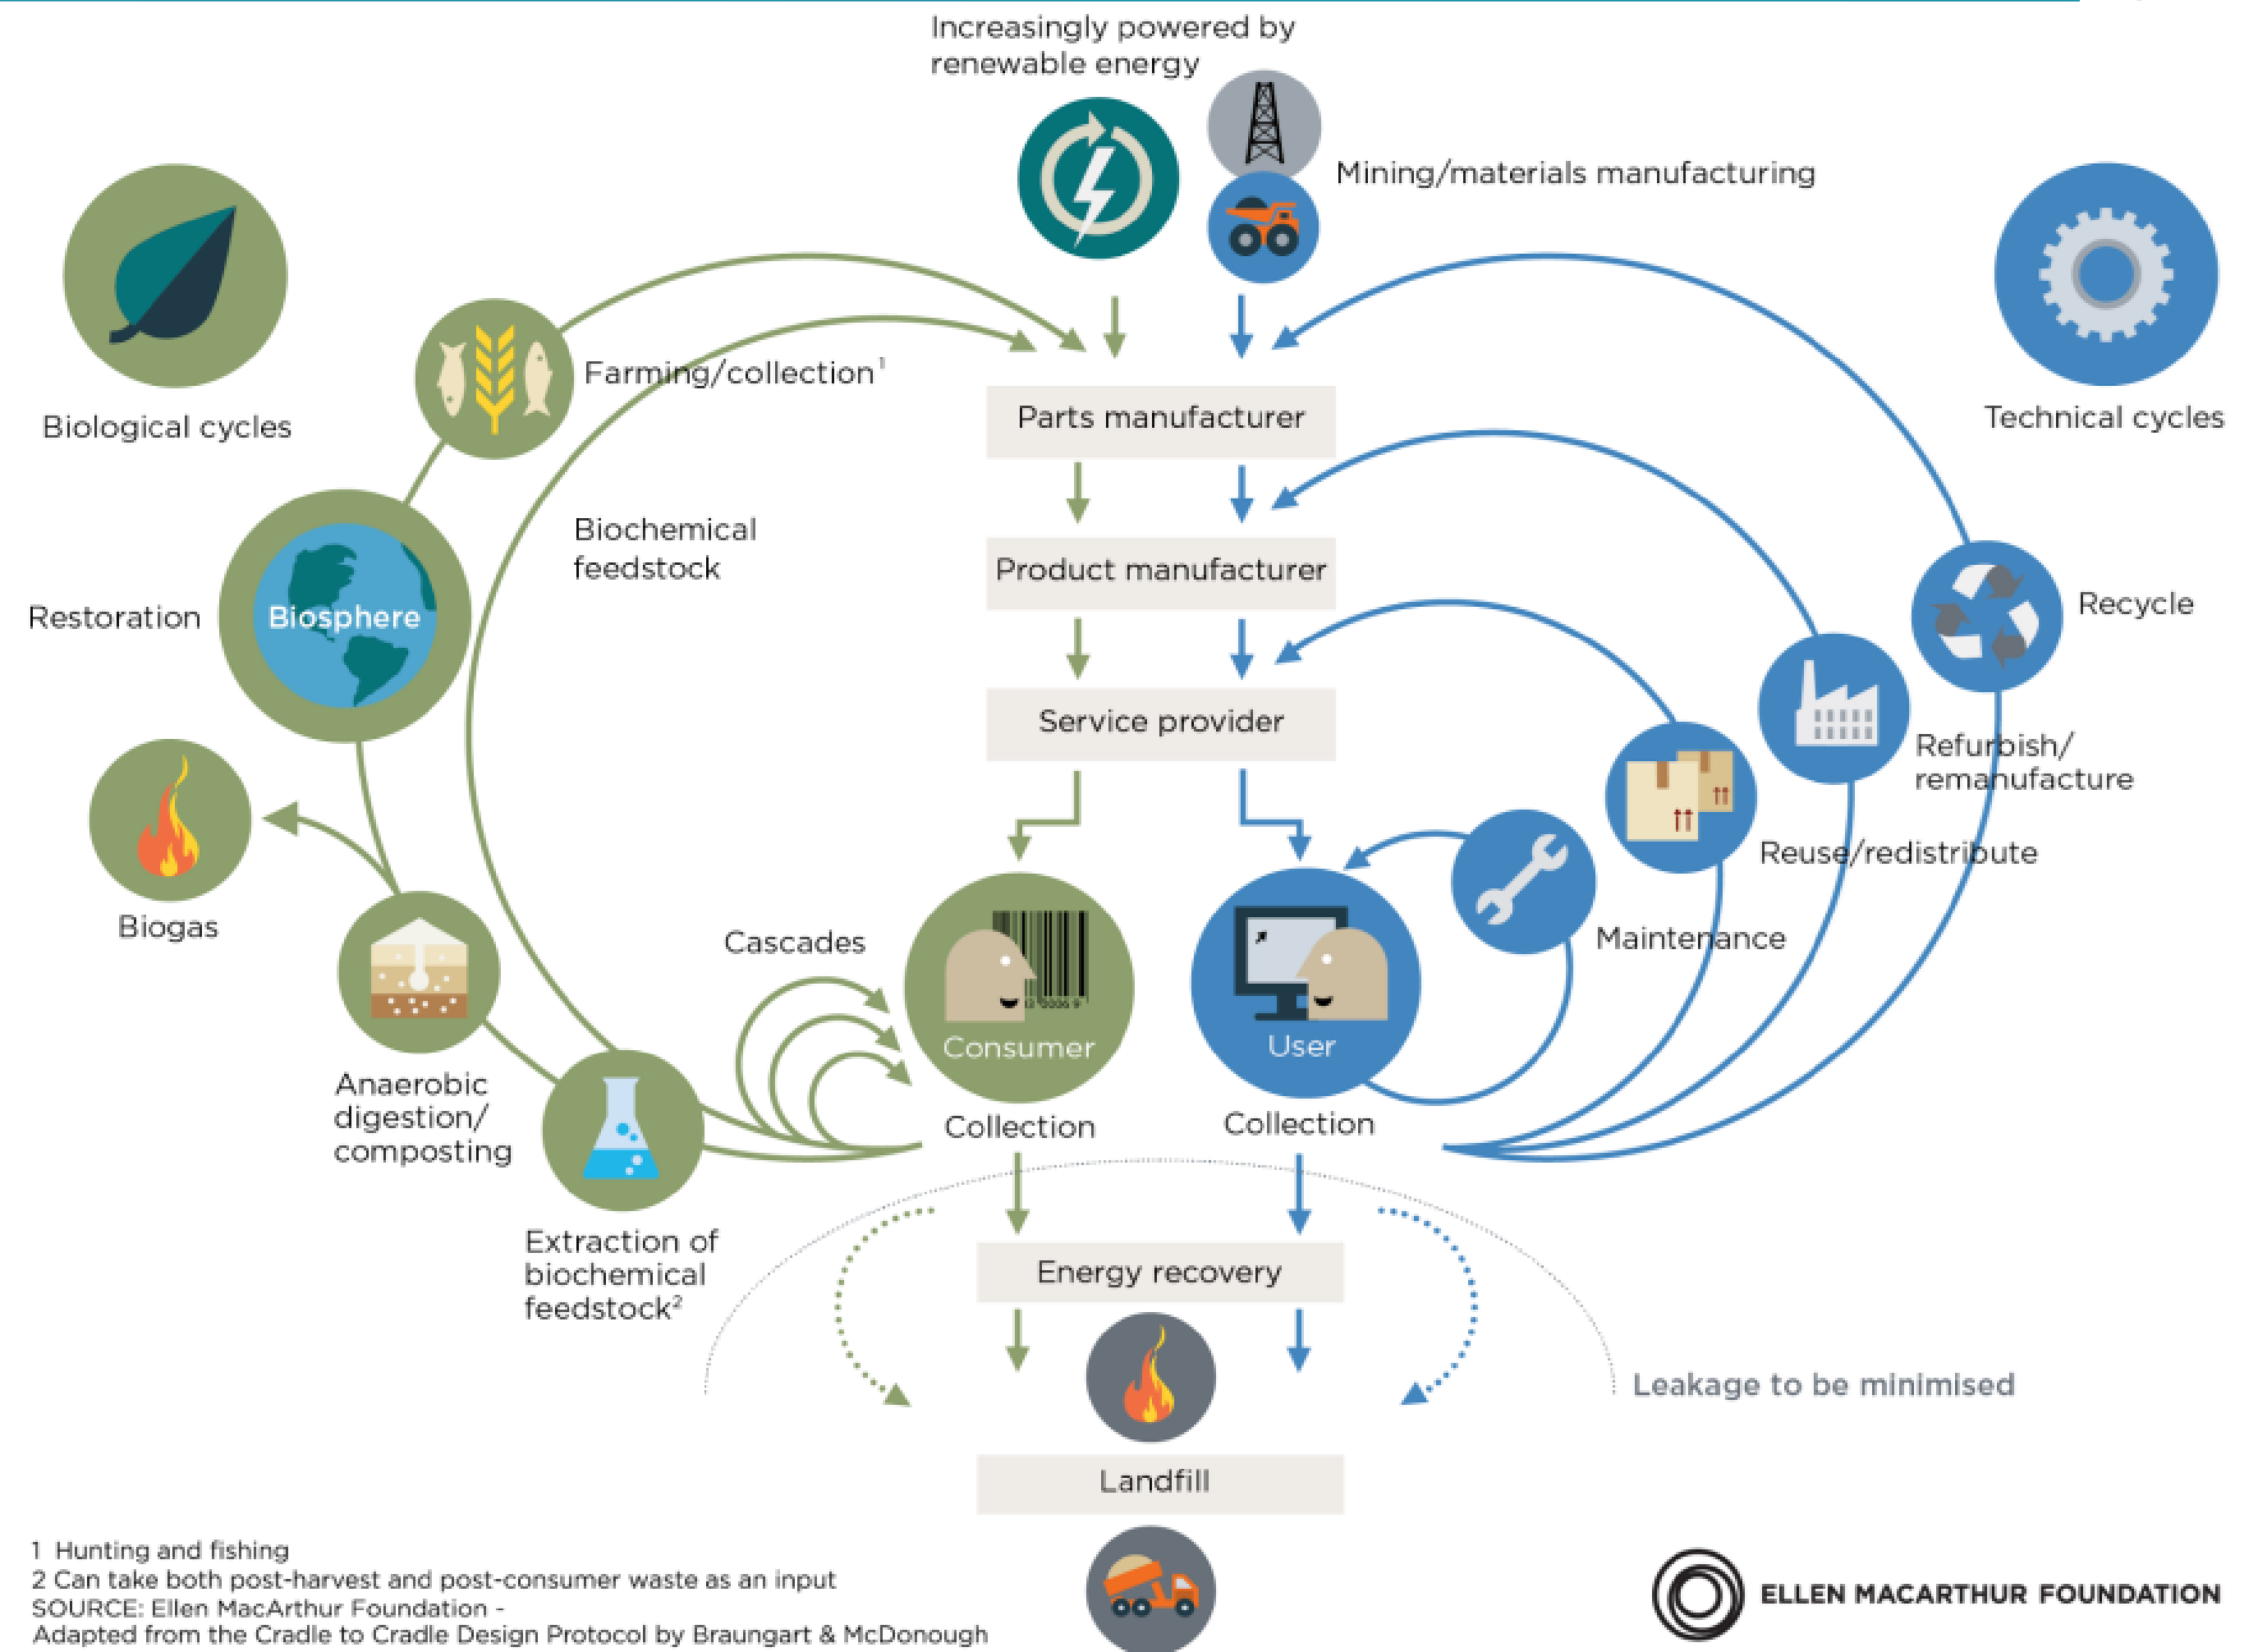 Increasingly powered by
renewable energy
Mining/materials manufacturing
Biological cycles
Technical cycles
Farming/collection¹
Parts manufacturer
Biochemical
feedstock
Product manufacturer
Restoration
Biosphere
Recycle
Service provider
Refurbish/
remanufacture
Reuse/redistribute
Biogas
Cascades
Maintenance
Consumer
User
Anaerobic
digestion/
composting
Collection
Collection
Extraction of
biochemical
feedstock²
Energy recovery
Leakage to be minimised
Landfill
1 Hunting and fishing
2 Can take both post-harvest and post-consumer waste as an input
SOURCE: Ellen MacArthur Foundation -
Adapted from the Cradle to Cradle Design Protocol by Braungart & McDonough
ELLEN MACARTHUR FOUNDATION